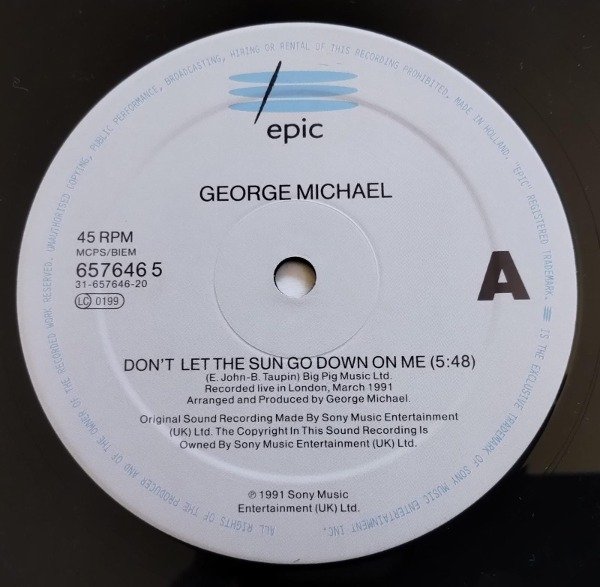 UNAUTHORISED COPYING, PUBLIC PERFORMANCE, BROADCASTING, HIRING OR RENTAL OF THIS RECORDING PROHIBITED. MADE IN HOLLAND. "EPIC" REGISTERED TRADEMARK.
IS THE EXCLUSIVE TRADEMARK OF SONY MUSIC ENTERTAINMENT INC.
ALL RIGHTS OF THE PRODUCER AND OF THE OWNER OF THE RECORDED WORK RESERVED.
epic
GEORGE MICHAEL
45 RPM
MCPS/BIEM
657646 5
31-657646-20
LC 0199
A
DON'T LET THE SUN GO DOWN ON ME (5:48)
(E. John-B. Taupin) Big Pig Music Ltd.
Recorded live in London, March 1991
Arranged and Produced by George Michael.
Original Sound Recording Made By Sony Music Entertainment
(UK) Ltd. The Copyright In This Sound Recording Is
Owned By Sony Music Entertainment (UK) Ltd.
℗ 1991 Sony Music
Entertainment (UK) Ltd.